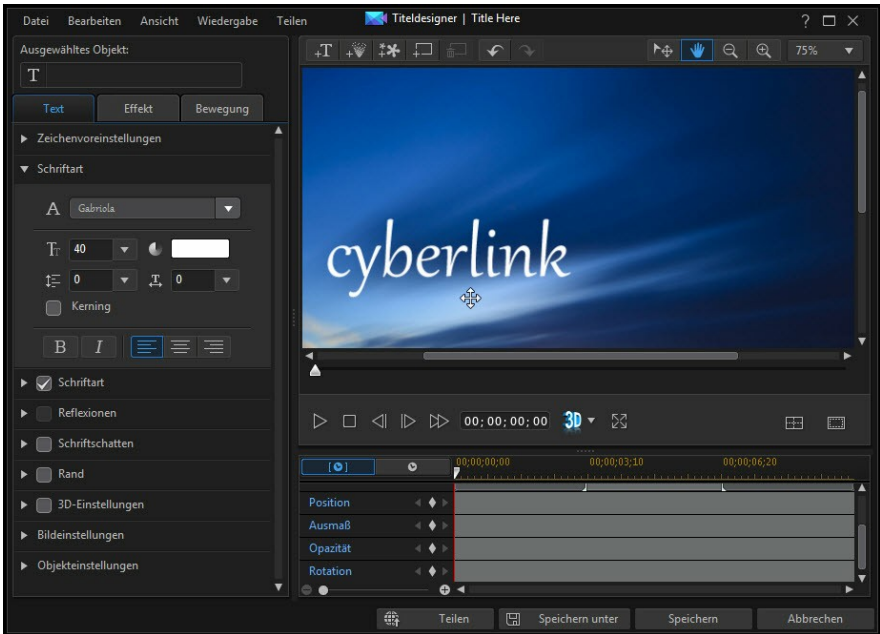 Datei Bearbeiten Ansicht Wiedergabe Teilen Titeldesigner | Title Here ?
Ausgewähltes Objekt:
T
T 75%
Text Effekt Bewegung
Zeichenvoreinstellungen
Schriftart
A Gabriola
40
0 T 0
Kerning
B I
cyberlink
Schriftart
Reflexionen
Schriftschatten
Rand
3D-Einstellungen
Bildeinstellungen
Objekteinstellungen
00; 00; 00; 00 3D
00;00;00;00 00;00;03;10 00;00;06;20
Position
Ausmaß
Opazität
Rotation
Teilen Speichern unter Speichern Abbrechen